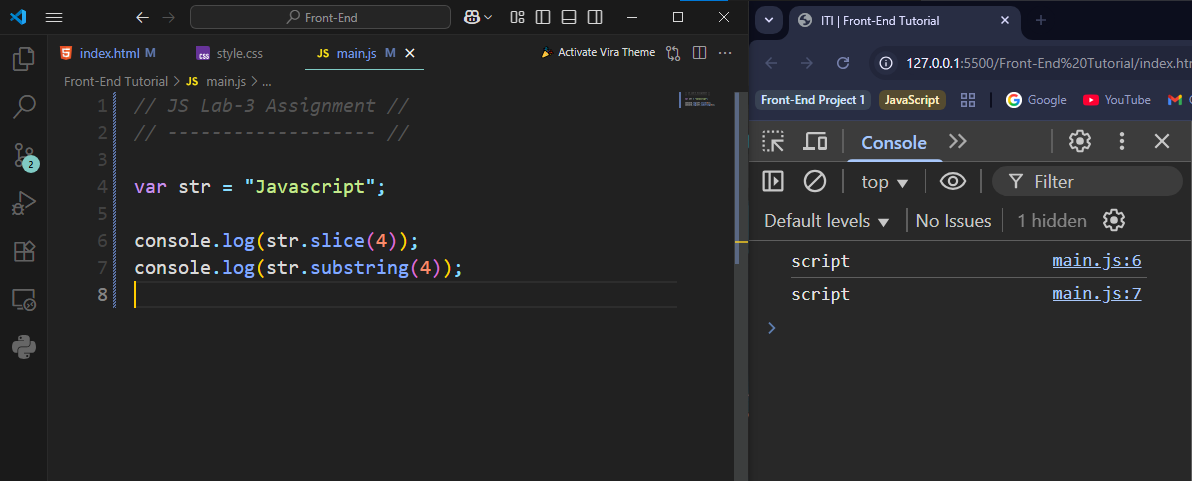 Front-End
index.html M
style.css
JS main.js M
Activate Vira Theme
Front-End Tutorial > JS main.js > ...
1 // JS Lab-3 Assignment //
2 // ------------------- //
3
4 var str = "Javascript";
5
6 console.log(str.slice(4));
7 console.log(str.substring(4));
8
2
ITI | Front-End Tutorial
127.0.0.1:5500/Front-End%20Tutorial/index.htm
Front-End Project 1
JavaScript
Google
YouTube
Console
top
Filter
Default levels
No Issues
1 hidden
script main.js:6
script main.js:7